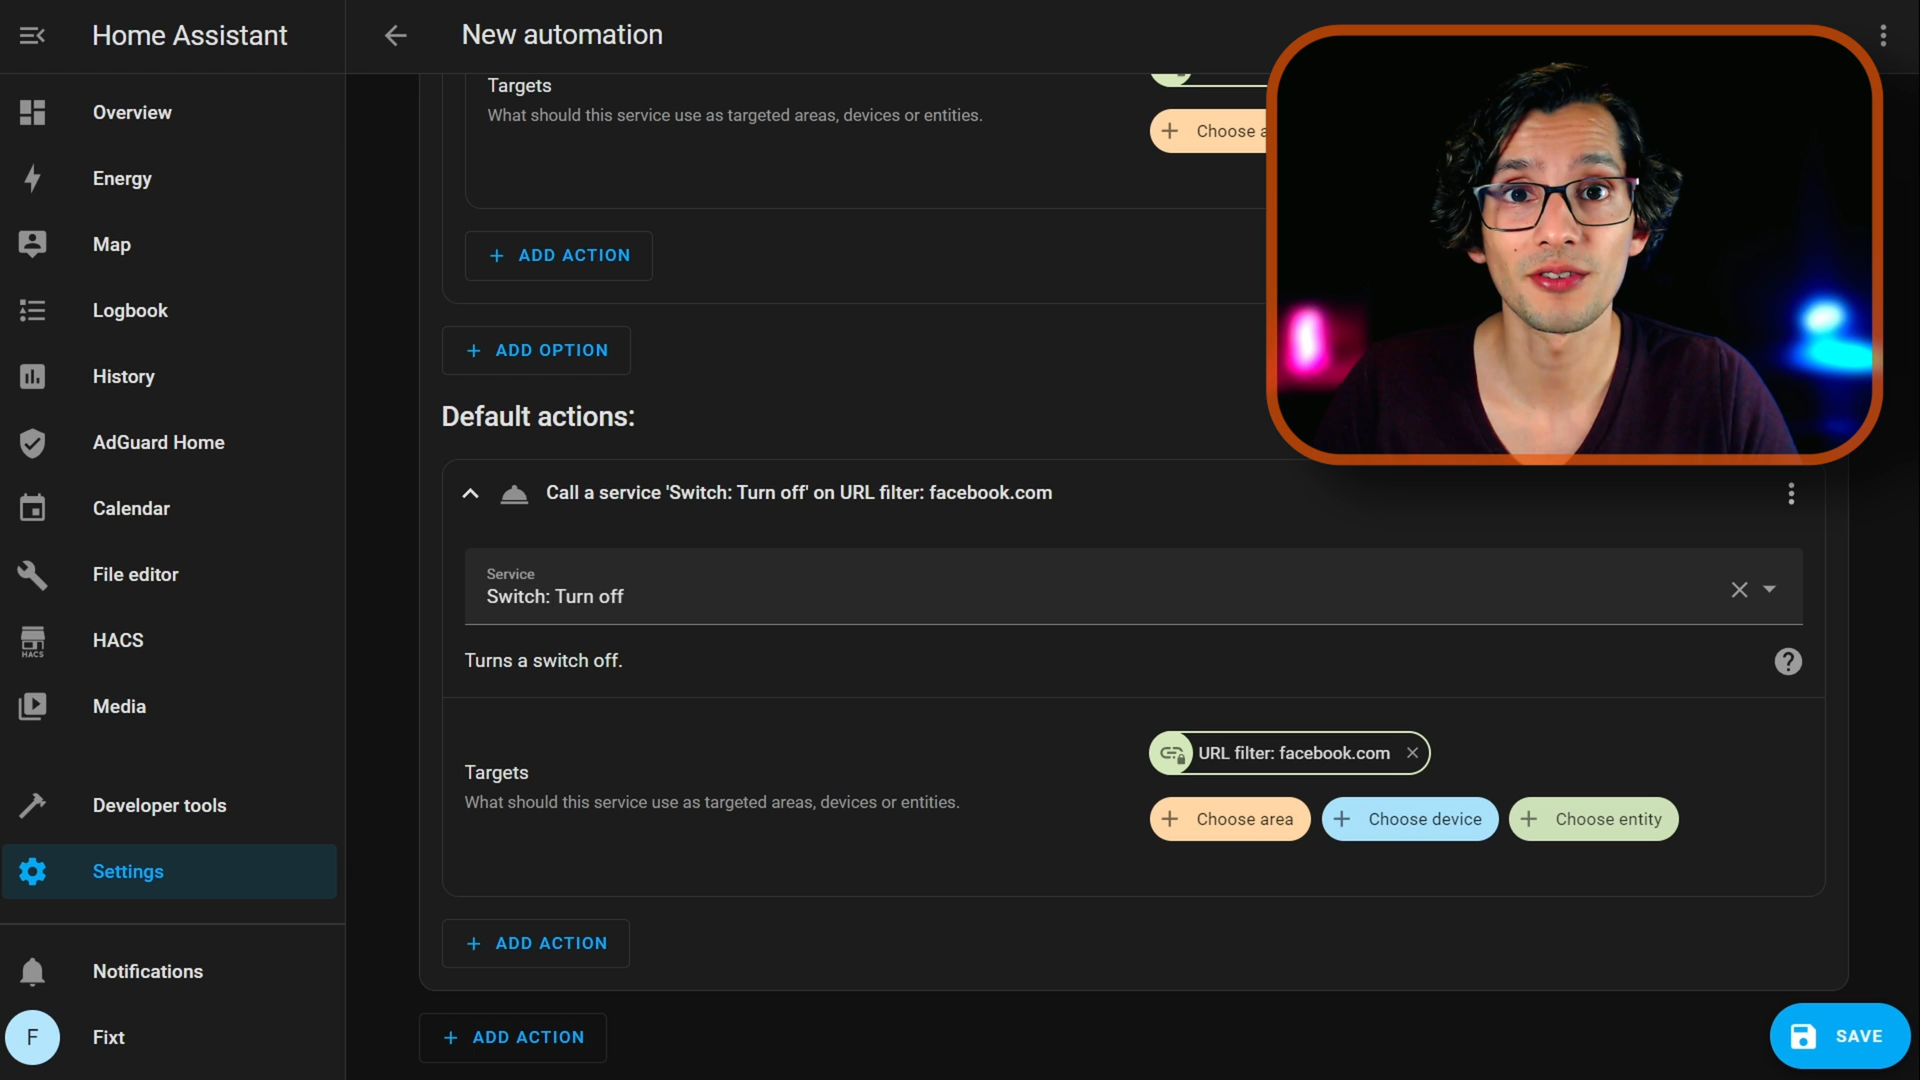 Home Assistant
New automation
Overview
Energy
Map
Logbook
History
AdGuard Home
Calendar
File editor
HACS
HACS
Media
Developer tools
Settings
Notifications
F
Fixt
Targets
What should this service use as targeted areas, devices or entities.
+ Choose a
+ ADD ACTION
+ ADD OPTION
Default actions:
Call a service 'Switch: Turn off' on URL filter: facebook.com
Service
Switch: Turn off
Turns a switch off.
?
Targets
What should this service use as targeted areas, devices or entities.
URL filter: facebook.com
+ Choose area
+ Choose device
+ Choose entity
+ ADD ACTION
+ ADD ACTION
SAVE